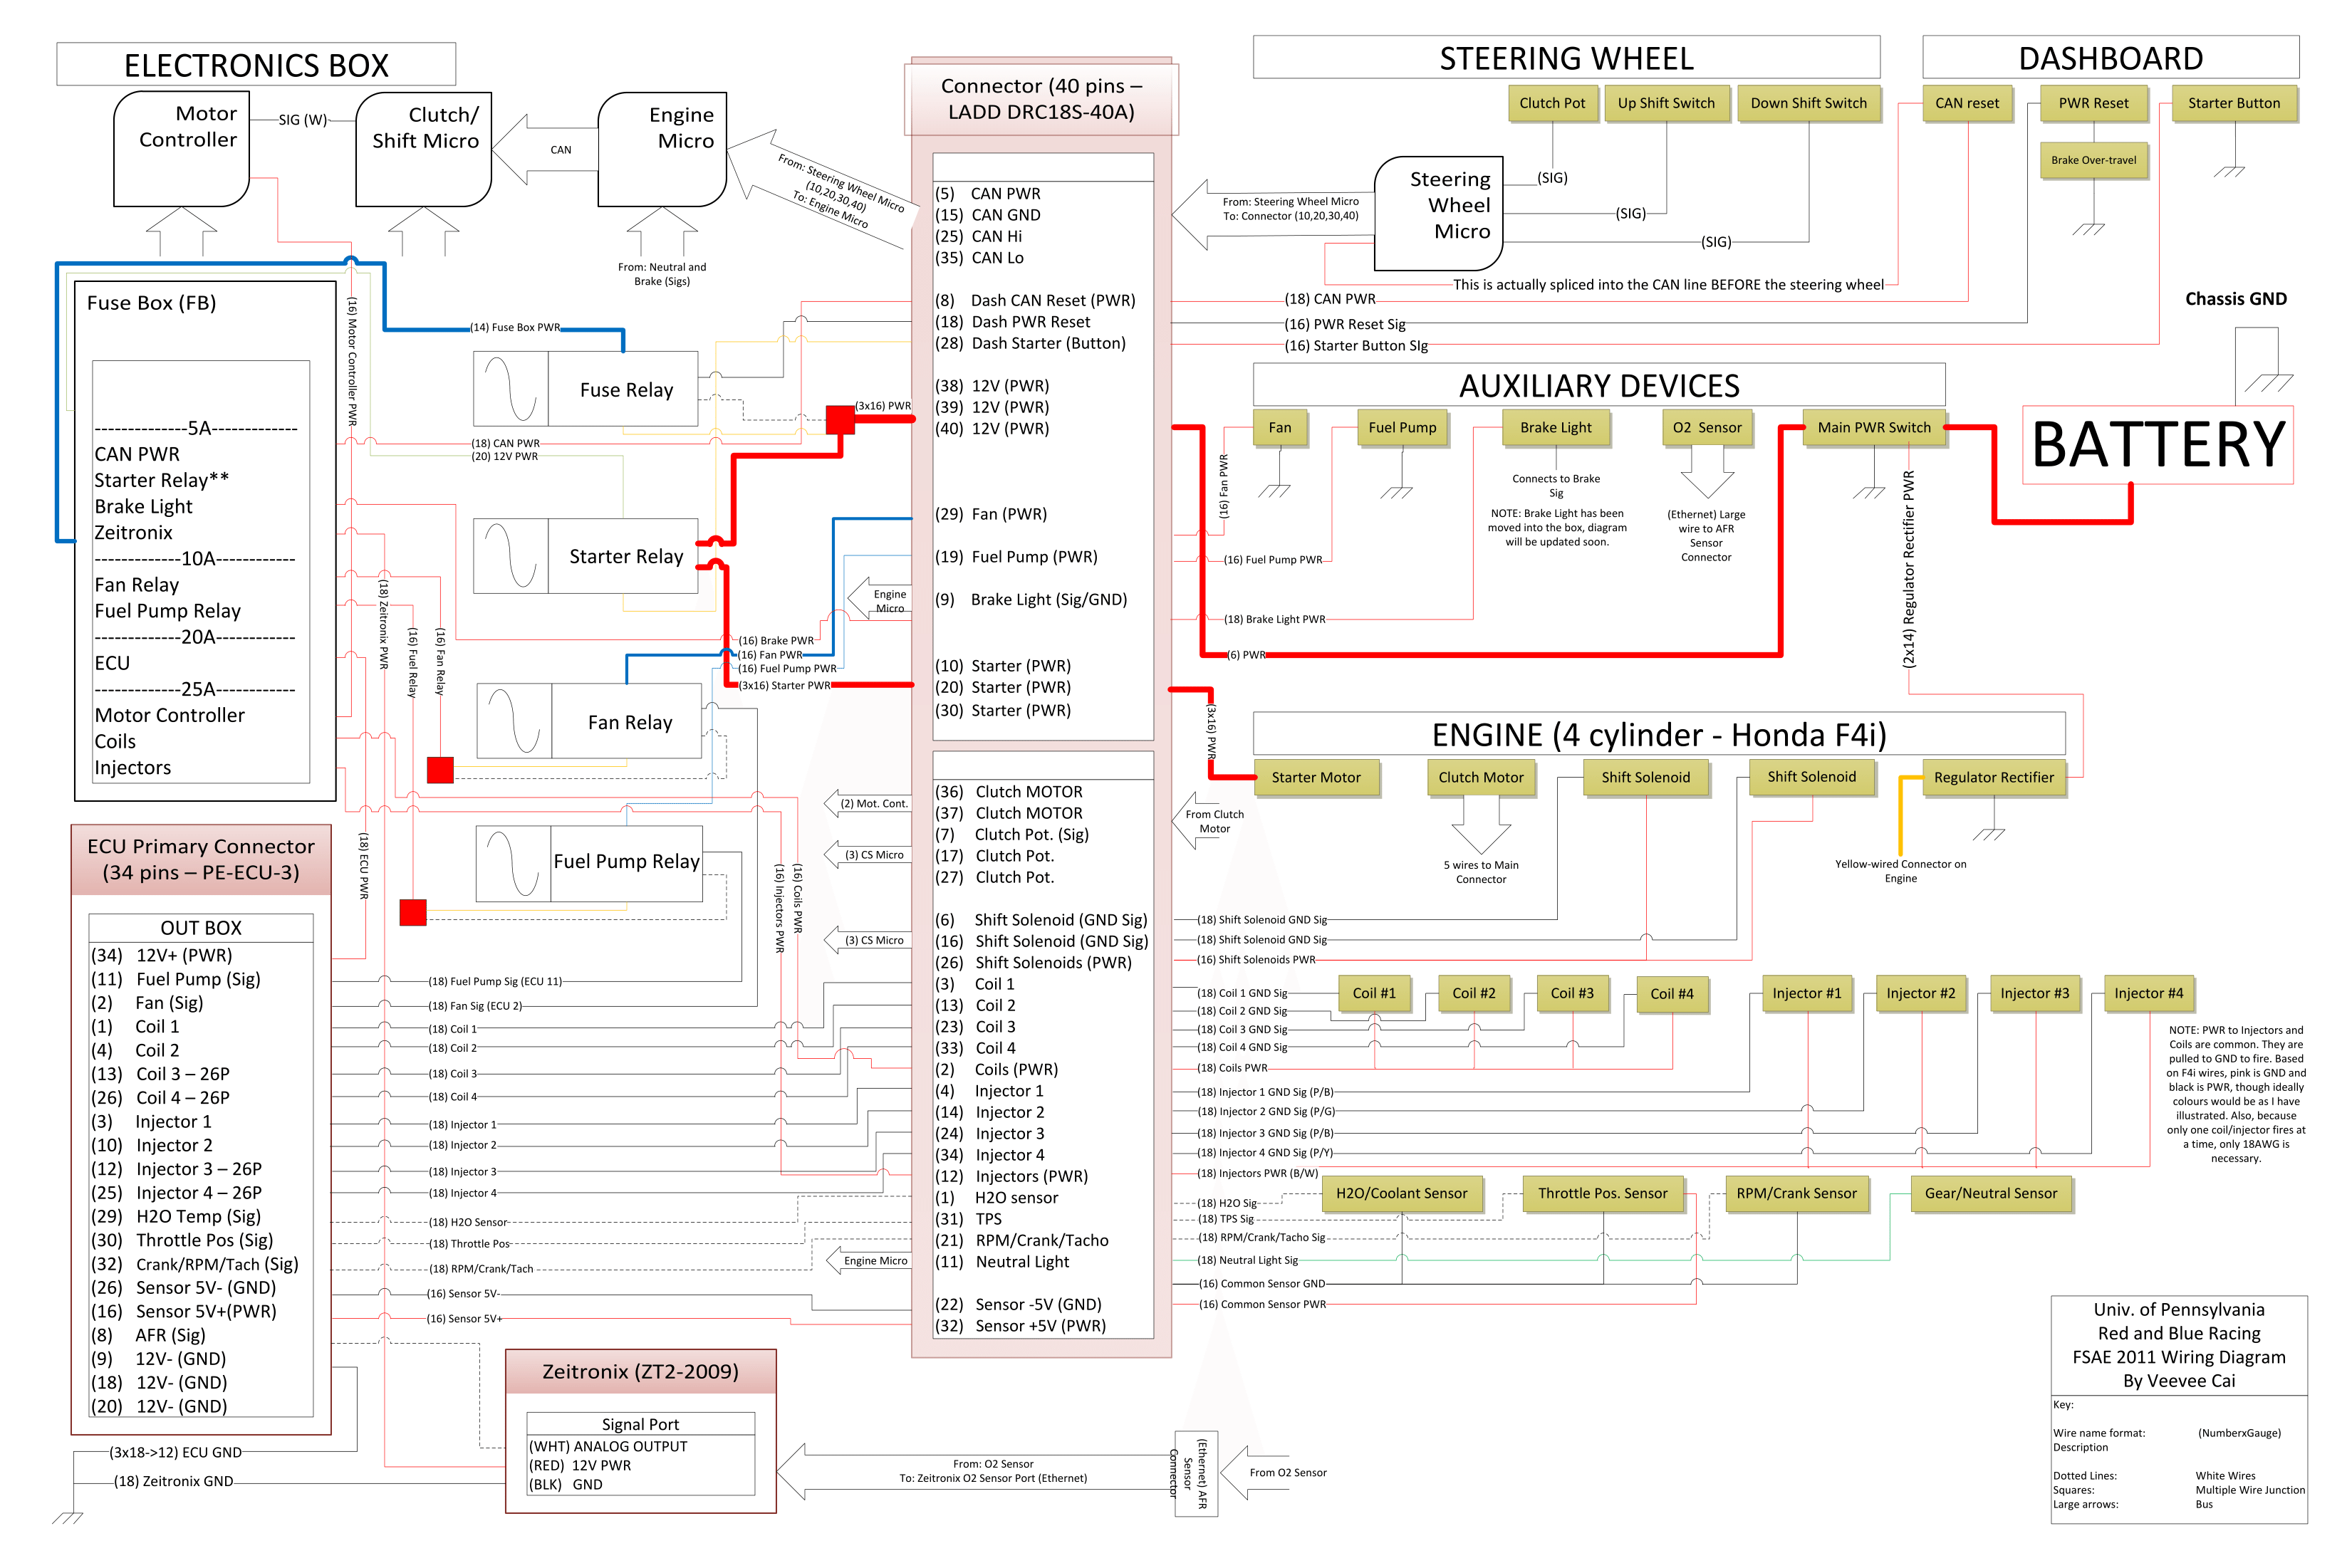 ELECTRONICS BOX
STEERING WHEEL
DASHBOARD
Motor
Controller
SIG (W)
Clutch/
Shift Micro
CAN
Engine
Micro
From: Steering Wheel Micro
(10,20,30,40)
To: Engine Micro
From: Neutral and
Brake (Sigs)
Connector (40 pins –
LADD DRC18S-40A)
(5) CAN PWR
(15) CAN GND
(25) CAN Hi
(35) CAN Lo
(8) Dash CAN Reset (PWR)
(18) Dash PWR Reset
(28) Dash Starter (Button)
(38) 12V (PWR)
(39) 12V (PWR)
(40) 12V (PWR)
(29) Fan (PWR)
(19) Fuel Pump (PWR)
(9) Brake Light (Sig/GND)
(10) Starter (PWR)
(20) Starter (PWR)
(30) Starter (PWR)
(36) Clutch MOTOR
(37) Clutch MOTOR
(7) Clutch Pot. (Sig)
(17) Clutch Pot.
(27) Clutch Pot.
(6) Shift Solenoid (GND Sig)
(16) Shift Solenoid (GND Sig)
(26) Shift Solenoids (PWR)
(3) Coil 1
(13) Coil 2
(23) Coil 3
(33) Coil 4
(2) Coils (PWR)
(4) Injector 1
(14) Injector 2
(24) Injector 3
(34) Injector 4
(12) Injectors (PWR)
(1) H2O sensor
(31) TPS
(21) RPM/Crank/Tacho
(11) Neutral Light
(22) Sensor -5V (GND)
(32) Sensor +5V (PWR)
Clutch Pot
Up Shift Switch
Down Shift Switch
CAN reset
PWR Reset
Starter Button
Brake Over-travel
Steering
Wheel
Micro
(SIG)
(SIG)
(SIG)
From: Steering Wheel Micro
To: Connector (10,20,30,40)
This is actually spliced into the CAN line BEFORE the steering wheel
(18) CAN PWR
(16) PWR Reset Sig
(16) Starter Button SIg
Chassis GND
BATTERY
AUXILIARY DEVICES
Fan
Fuel Pump
Brake Light
O2 Sensor
Main PWR Switch
Connects to Brake
Sig
NOTE: Brake Light has been
moved into the box, diagram
will be updated soon.
(Ethernet) Large
wire to AFR
Sensor
Connector
(16) Fan PWR
(16) Fuel Pump PWR
(18) Brake Light PWR
(6) PWR
(2x14) Regulator Rectifier PWR
(3x16) PWR
ENGINE (4 cylinder - Honda F4i)
Starter Motor
Clutch Motor
Shift Solenoid
Shift Solenoid
Regulator Rectifier
From Clutch
Motor
5 wires to Main
Connector
Yellow-wired Connector on
Engine
(18) Shift Solenoid GND Sig
(18) Shift Solenoid GND Sig
(16) Shift Solenoids PWR
Coil #1
Coil #2
Coil #3
Coil #4
Injector #1
Injector #2
Injector #3
Injector #4
(18) Coil 1 GND Sig
(18) Coil 2 GND Sig
(18) Coil 3 GND Sig
(18) Coil 4 GND Sig
(18) Coils PWR
(18) Injector 1 GND Sig (P/B)
(18) Injector 2 GND Sig (P/G)
(18) Injector 3 GND Sig (P/B)
(18) Injector 4 GND Sig (P/Y)
(18) Injectors PWR (B/W)
NOTE: PWR to Injectors and
Coils are common. They are
pulled to GND to fire. Based
on F4i wires, pink is GND and
black is PWR, though ideally
colours would be as I have
illustrated. Also, because
only one coil/injector fires at
a time, only 18AWG is
necessary.
H2O/Coolant Sensor
Throttle Pos. Sensor
RPM/Crank Sensor
Gear/Neutral Sensor
(18) H2O Sig
(18) TPS Sig
(18) RPM/Crank/Tacho Sig
(18) Neutral Light Sig
(16) Common Sensor GND
(16) Common Sensor PWR
Fuse Box (FB)
--------------5A--------------
CAN PWR
Starter Relay**
Brake Light
Zeitronix
--------------10A-------------
Fan Relay
Fuel Pump Relay
--------------20A-------------
ECU
--------------25A-------------
Motor Controller
Coils
Injectors
(16) Motor Controller PWR
(14) Fuse Box PWR
Fuse Relay
(3x16) PWR
(18) CAN PWR
(20) 12V PWR
Starter Relay
Engine
Micro
(18) Zeitronix PWR
(16) Fuel Relay
(16) Fan Relay
(16) Brake PWR
(16) Fan PWR
(16) Fuel Pump PWR
(3x16) Starter PWR
Fan Relay
Fuel Pump Relay
(2) Mot. Cont.
(3) CS Micro
(3) CS Micro
(18) ECU PWR
(16) Injectors PWR
(16) Coils PWR
ECU Primary Connector
(34 pins – PE-ECU-3)
OUT BOX
(34) 12V+ (PWR)
(11) Fuel Pump (Sig)
(2) Fan (Sig)
(1) Coil 1
(4) Coil 2
(13) Coil 3 – 26P
(26) Coil 4 – 26P
(3) Injector 1
(10) Injector 2
(12) Injector 3 – 26P
(25) Injector 4 – 26P
(29) H2O Temp (Sig)
(30) Throttle Pos (Sig)
(32) Crank/RPM/Tach (Sig)
(26) Sensor 5V- (GND)
(16) Sensor 5V+(PWR)
(8) AFR (Sig)
(9) 12V- (GND)
(18) 12V- (GND)
(20) 12V- (GND)
(18) Fuel Pump Sig (ECU 11)
(18) Fan Sig (ECU 2)
(18) Coil 1
(18) Coil 2
(18) Coil 3
(18) Coil 4
(18) Injector 1
(18) Injector 2
(18) Injector 3
(18) Injector 4
(18) H2O Sensor
(18) Throttle Pos
(18) RPM/Crank/Tach
(16) Sensor 5V-
(16) Sensor 5V+
Engine Micro
(3x18->12) ECU GND
(18) Zeitronix GND
Zeitronix (ZT2-2009)
Signal Port
(WHT) ANALOG OUTPUT
(RED) 12V PWR
(BLK) GND
From: O2 Sensor
To: Zeitronix O2 Sensor Port (Ethernet)
(Ethernet) AFR
Sensor
Connector
From O2 Sensor
Univ. of Pennsylvania
Red and Blue Racing
FSAE 2011 Wiring Diagram
By Veevee Cai
Key:
Wire name format: (NumberxGauge)
Description
Dotted Lines: White Wires
Squares: Multiple Wire Junction
Large arrows: Bus